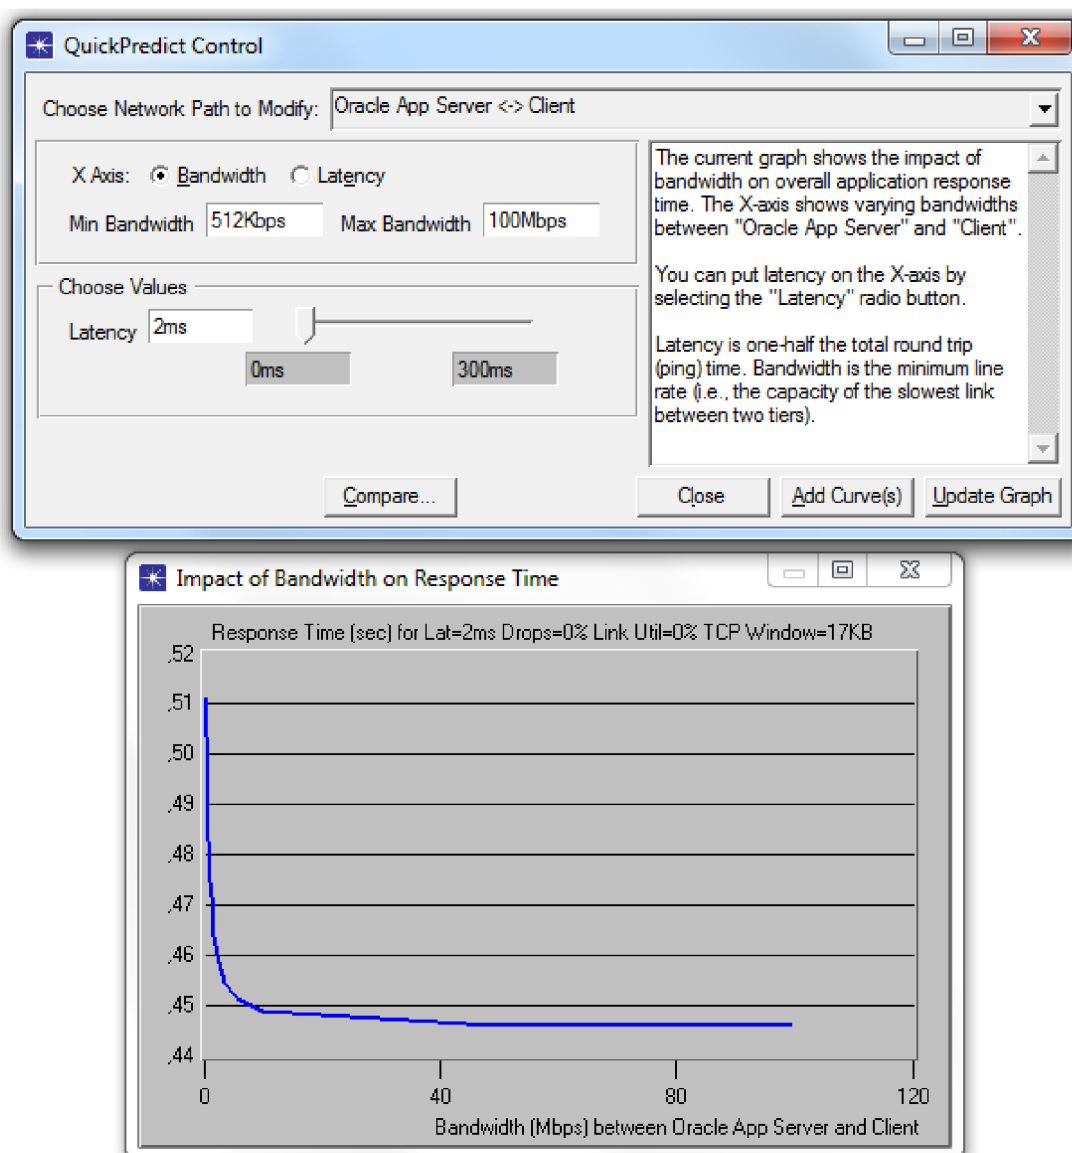 QuickPredict Control
Choose Network Path to Modify: Oracle App Server <-> Client
X Axis: Bandwidth Latency
Min Bandwidth 512Kbps Max Bandwidth 100Mbps
Choose Values
Latency 2ms
0ms 300ms
The current graph shows the impact of
bandwidth on overall application response
time. The X-axis shows varying bandwidths
between "Oracle App Server" and "Client".
You can put latency on the X-axis by
selecting the "Latency" radio button.
Latency is one-half the total round trip
(ping) time. Bandwidth is the minimum line
rate (i.e., the capacity of the slowest link
between two tiers).
Compare... Close Add Curve(s) Update Graph
Impact of Bandwidth on Response Time
Response Time (sec) for Lat=2ms Drops=0% Link Util=0% TCP Window=17KB
,52
,51
,50
,49
,48
,47
,46
,45
,44
0 40 80 120
Bandwidth (Mbps) between Oracle App Server and Client